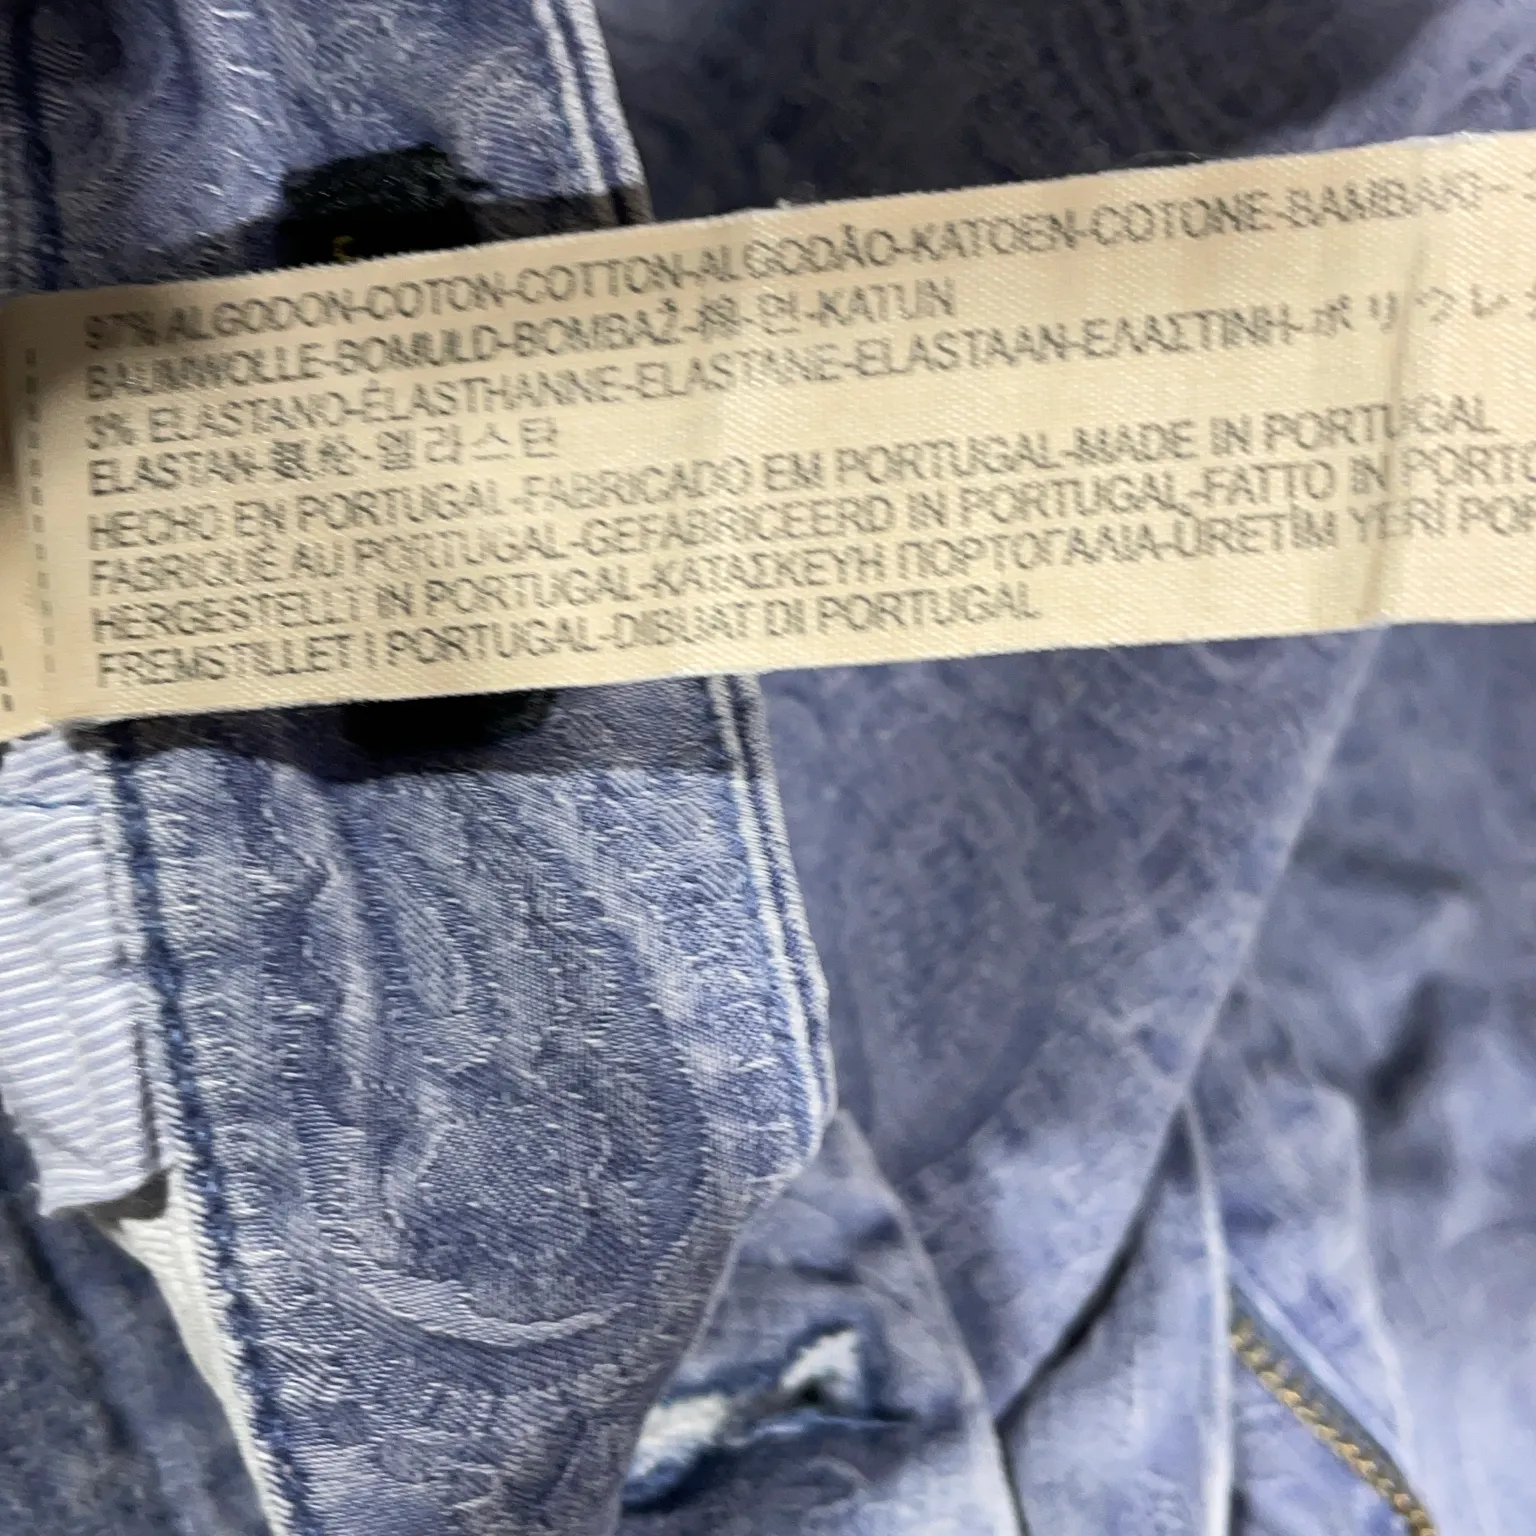 97% ALGODON-COTON-COTTON-ALGODÃO-KATOEN-COTONE-BAMBAKI-
BAUMWOLLE-BOMULD-BOMBAŽ-棉-면-KATUN
3% ELASTANO-ÉLASTHANNE-ELASTANE-ELASTAAN-ΕΛΑΣΤΙΝΗ-ポリウレ
ELASTAN-氨纶-엘라스탄
HECHO EN PORTUGAL-FABRICADO EM PORTUGAL-MADE IN PORTUGAL
FABRIQUÉ AU PORTUGAL-GEFABRICEERD IN PORTUGAL-FATTO IN PORTO
HERGESTELLT IN PORTUGAL-ΚΑΤΑΣΚΕΥΗ ΠΟΡΤΟΓΑΛΙΑ-ÜRETİM YERİ POR
FREMSTILLET I PORTUGAL-DIBUAT DI PORTUGAL